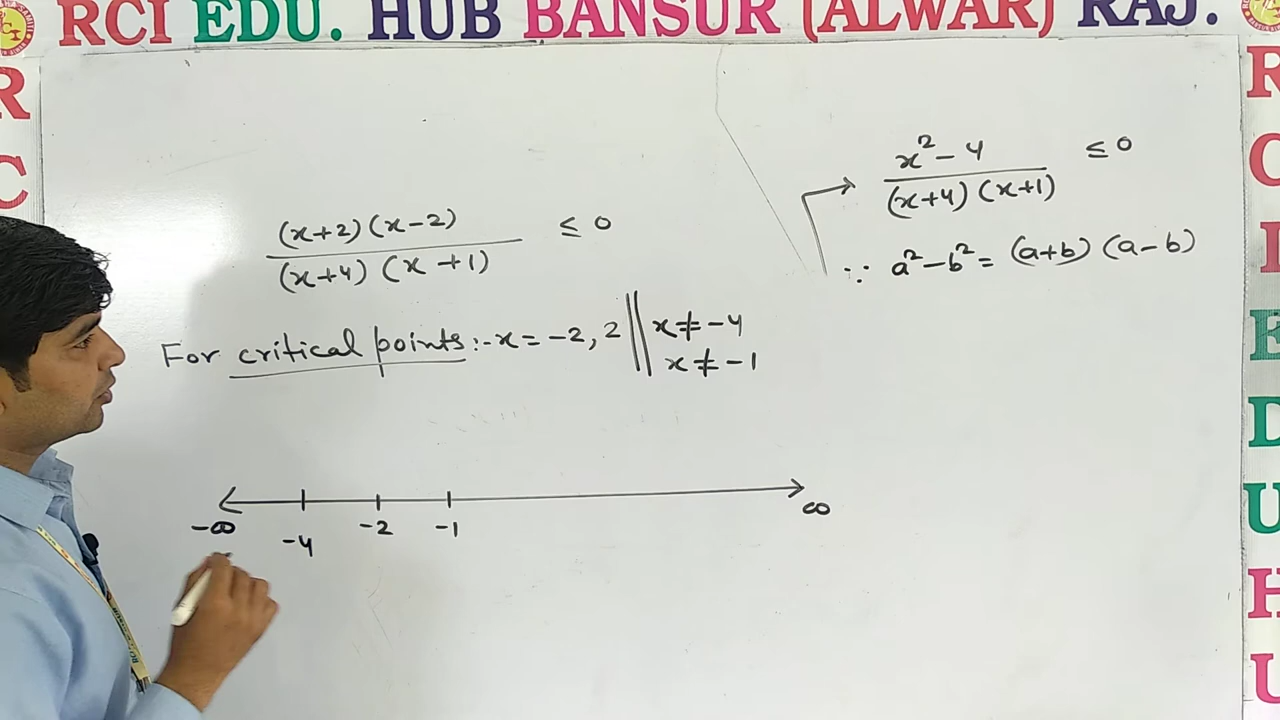 RCI EDU. HUB BANSUR (ALWAR) RAJ.
R
C
(x+2)(x-2)
(x+4) (x+1)
≤ 0
For critical points :- x = -2, 2 || x ≠ -4
x ≠ -1
-∞ -4 -2 -1 ∞
x² - 4
(x+4) (x+1)
≤ 0
∵ a² - b² = (a+b) (a-b)
R
C
I
E
D
U
H
U